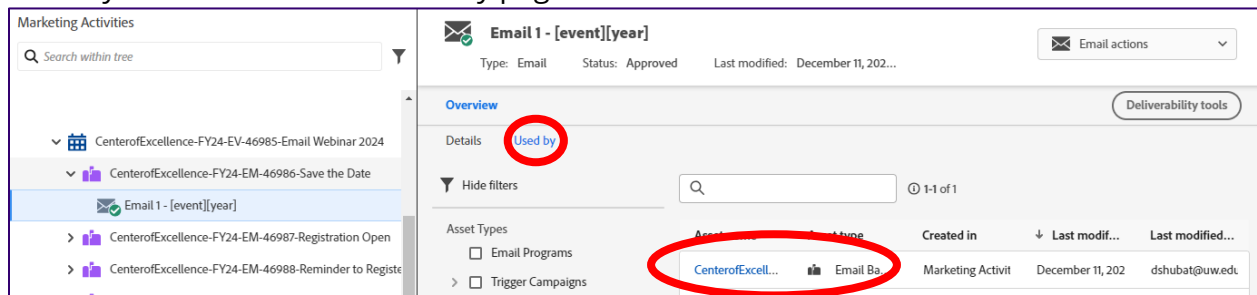 Marketing Activities
Search within tree
CenterofExcellence-FY24-EV-46985-Email Webinar 2024
CenterofExcellence-FY24-EM-46986-Save the Date
Email 1 - [event][year]
CenterofExcellence-FY24-EM-46987-Registration Open
CenterofExcellence-FY24-EM-46988-Reminder to Registe
Email 1 - [event][year]
Type: Email Status: Approved Last modified: December 11, 202...
Email actions
Overview
Deliverability tools
Details Used by
Hide filters
1-1 of 1
Asset Types
Email Programs
Trigger Campaigns
Created in Last modif... Last modified...
CenterofExcell... Email Ba... Marketing Activit December 11, 202 dshubat@uw.edu